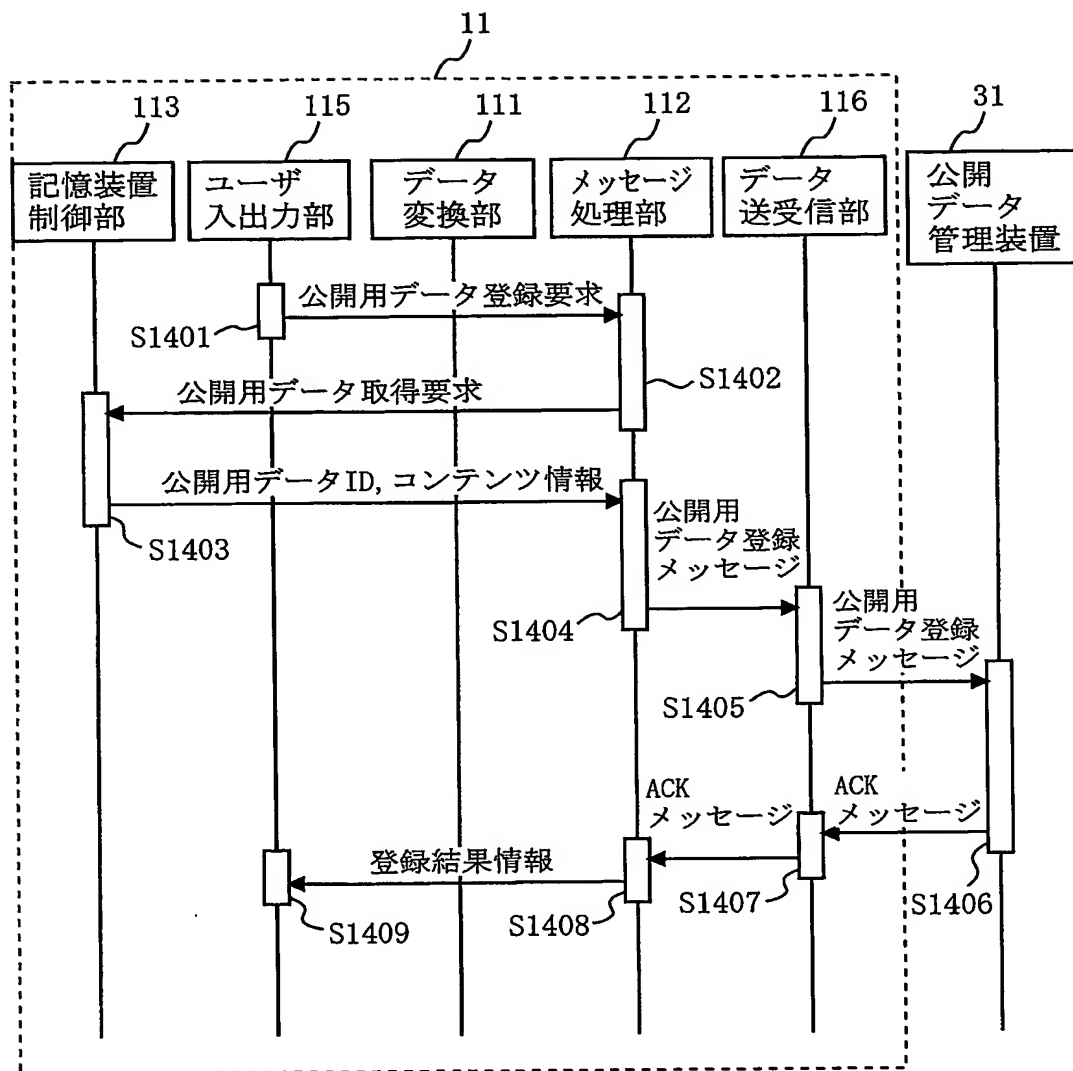 11
113
115
111
112
116
31
記憶装置
制御部
ユーザ
入出力部
データ
変換部
メッセージ
処理部
データ
送受信部
公開
データ
管理装置
公開用データ登録要求
S1401
S1402
公開用データ取得要求
公開用データID,コンテンツ情報
S1403
公開用
データ登録
メッセージ
S1404
公開用
データ登録
メッセージ
S1405
ACK
メッセージ
ACK
メッセージ
登録結果情報
S1406
S1407
S1408
S1409